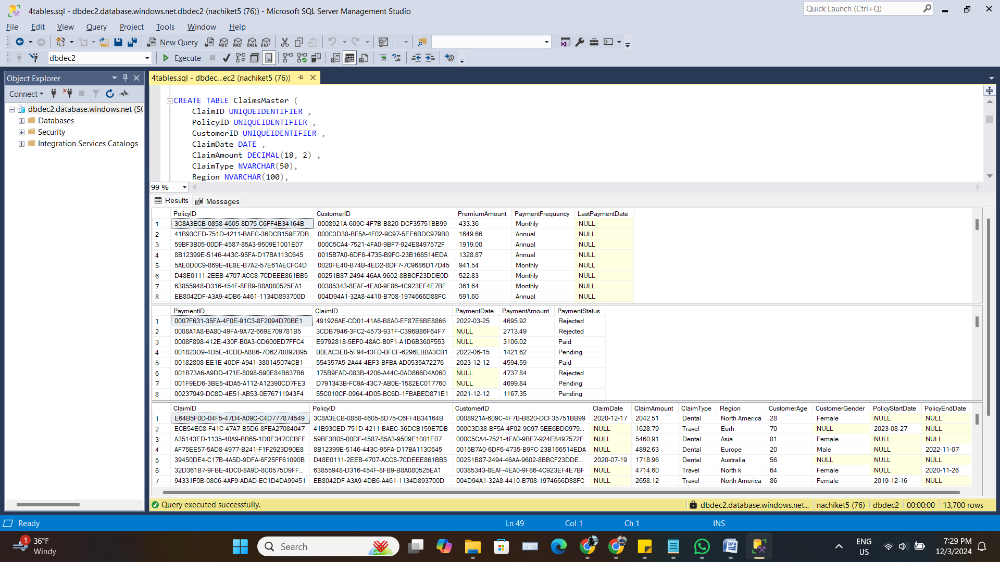 4tables.sql - dbdec2.database.windows.net.dbdec2 (nachiket5 (76)) - Microsoft SQL Server Management Studio
Quick Launch (Ctrl+Q)
File Edit View Query Project Tools Window Help
New Query MDX DMX XMLA DAX
dbdec2 Execute
Object Explorer
4tables.sql - dbdec...ec2 (nachiket5 (76))
Connect
dbdec2.database.windows.net (SQ
Databases
Security
Integration Services Catalogs
CREATE TABLE ClaimsMaster (
ClaimID UNIQUEIDENTIFIER ,
PolicyID UNIQUEIDENTIFIER ,
CustomerID UNIQUEIDENTIFIER ,
ClaimDate DATE ,
ClaimAmount DECIMAL(18, 2) ,
ClaimType NVARCHAR(50),
Region NVARCHAR(100),
99 %
Results Messages
PolicyID CustomerID PremiumAmount PaymentFrequency LastPaymentDate
1 3C8A3ECB-0858-4605-8D75-C6FF4B34164B 0008921A-609C-4F7B-B820-DCF35751BB99 433.36 Monthly NULL
2 41B93CED-751D-4211-BAEC-36DCB159E7DB 000C3D38-BF5A-4F02-9C97-5EE6BDC979B0 1649.66 Annual NULL
3 59BF3B05-00DF-4587-85A3-9509E1001E07 000C5CA4-7521-4FA0-9BF7-924E8497572F 1919.00 Annual NULL
4 8B12399E-5146-443C-95FA-D17BA113C645 0015B7A0-6DF6-4735-B9FC-23B166514EDA 1328.87 Annual NULL
5 5AE0D0C9-869E-4E8E-B7A2-57E61AECFC4D 0020FE40-B74B-4ED2-8DF7-7C9686D17D45 941.54 Monthly NULL
6 D48E0111-2EEB-4707-ACC8-7CDEEE861BB5 00251B87-2494-46AA-9602-8BBCF23DDE0D 522.83 Monthly NULL
7 63855948-D316-454F-8FB9-B8A080525EA1 00385343-8EAF-4EA0-9F86-4C923EF4E7BF 361.64 Monthly NULL
8 EB8042DF-A3A9-4DB6-A461-1134D893700D 004D94A1-32A8-4410-B708-1974666D88FC 591.60 Annual NULL
PaymentID ClaimID PaymentDate PaymentAmount PaymentStatus
1 0007F631-35FA-4F0E-91C3-8F2094D70BE1 491926AE-CD01-41A6-B8A0-EF87E6BE8866 2022-03-25 4695.92 Rejected
2 0008A1A8-BA80-49FA-9A72-669E709781B5 3CDB7946-3FC2-4573-931F-C396B86F64F7 NULL 2713.49 Rejected
3 0008F898-412E-430F-B0A3-CD600ED7FFC4 E9792818-5EF0-48AC-B0F1-A1D6B360F553 NULL 3106.02 Paid
4 001823D9-4D5E-4CDD-A8B6-7D6278B92B95 B0EAC3E0-5F94-43FD-BFCF-6296EBBA3CB1 2022-06-15 1421.62 Pending
5 00182808-EE1E-40DF-A941-380145074CB1 554357A5-2A44-4EF3-BFBA-AD0535A72276 2023-12-12 4594.59 Paid
6 001B73A6-A9DD-471E-8098-590E84B637B6 175B9FAD-083B-4206-A44C-0AD866D4A060 NULL 4737.84 Rejected
7 001F9ED6-3BE5-4DA5-A112-A12390CD7FE3 D791343B-FC9A-43C7-AB0E-1582EC017760 NULL 4699.84 Pending
8 00237949-DC8D-4E51-AB53-0E76711943F4 55C010CF-0964-4D05-BC6D-1FBABED871E1 2021-12-12 1167.35 Pending
ClaimID PolicyID CustomerID ClaimDate ClaimAmount ClaimType Region CustomerAge CustomerGender PolicyStartDate PolicyEndDate
1 E64B5F0D-04F5-47D4-A09C-C4D777874549 3C8A3ECB-0858-4605-8D75-C6FF4B34164B 0008921A-609C-4F7B-B820-DCF35751BB99 2020-12-17 2042.51 Dental North America 28 Female NULL NULL
2 ECB54EC8-F41C-47A7-B5D6-8FEA27084047 41B93CED-751D-4211-BAEC-36DCB159E7DB 000C3D38-BF5A-4F02-9C97-5EE6BDC979... NULL 1628.79 Travel Eurh 70 NULL 2023-08-27 NULL
3 A35143ED-1135-40A9-BB65-1D0E347CCBFF 59BF3B05-00DF-4587-85A3-9509E1001E07 000C5CA4-7521-4FA0-9BF7-924E8497572F NULL 5460.91 Dental Asia 81 Female NULL NULL
4 AF75EE57-5AD8-4977-B241-F1F2923D90E8 8B12399E-5146-443C-95FA-D17BA113C645 0015B7A0-6DF6-4735-B9FC-23B166514EDA NULL 4892.63 Dental Europe 20 Male NULL 2022-11-07
5 39450DE4-C17B-4A5D-9DFA-6F25FF61090B D48E0111-2EEB-4707-ACC8-7CDEEE861BB5 00251B87-2494-46AA-9602-8BBCF23DDE... 2020-07-19 1718.96 Dental Australia 56 NULL NULL NULL
6 32D361B7-9FBE-4DC0-8A9D-8C0575D9FF... 63855948-D316-454F-8FB9-B8A080525EA1 00385343-8EAF-4EA0-9F86-4C923EF4E7BF NULL 4714.60 Travel North k 64 Female NULL 2020-11-26
7 94331F0B-08C6-4AF9-ADAD-EC1D4DA99451 EB8042DF-A3A9-4DB6-A461-1134D893700D 004D94A1-32A8-4410-B708-1974666D88FC NULL 2658.12 Travel North America 86 Female 2019-12-16 NULL
Query executed successfully. dbdec2.database.windows.net... nachiket5 (76) dbdec2 00:00:00 13,700 rows
Ready Ln 49 Col 1 Ch 1 INS
1 36°F
Windy
Search
ENG
US
7:29 PM
12/3/2024